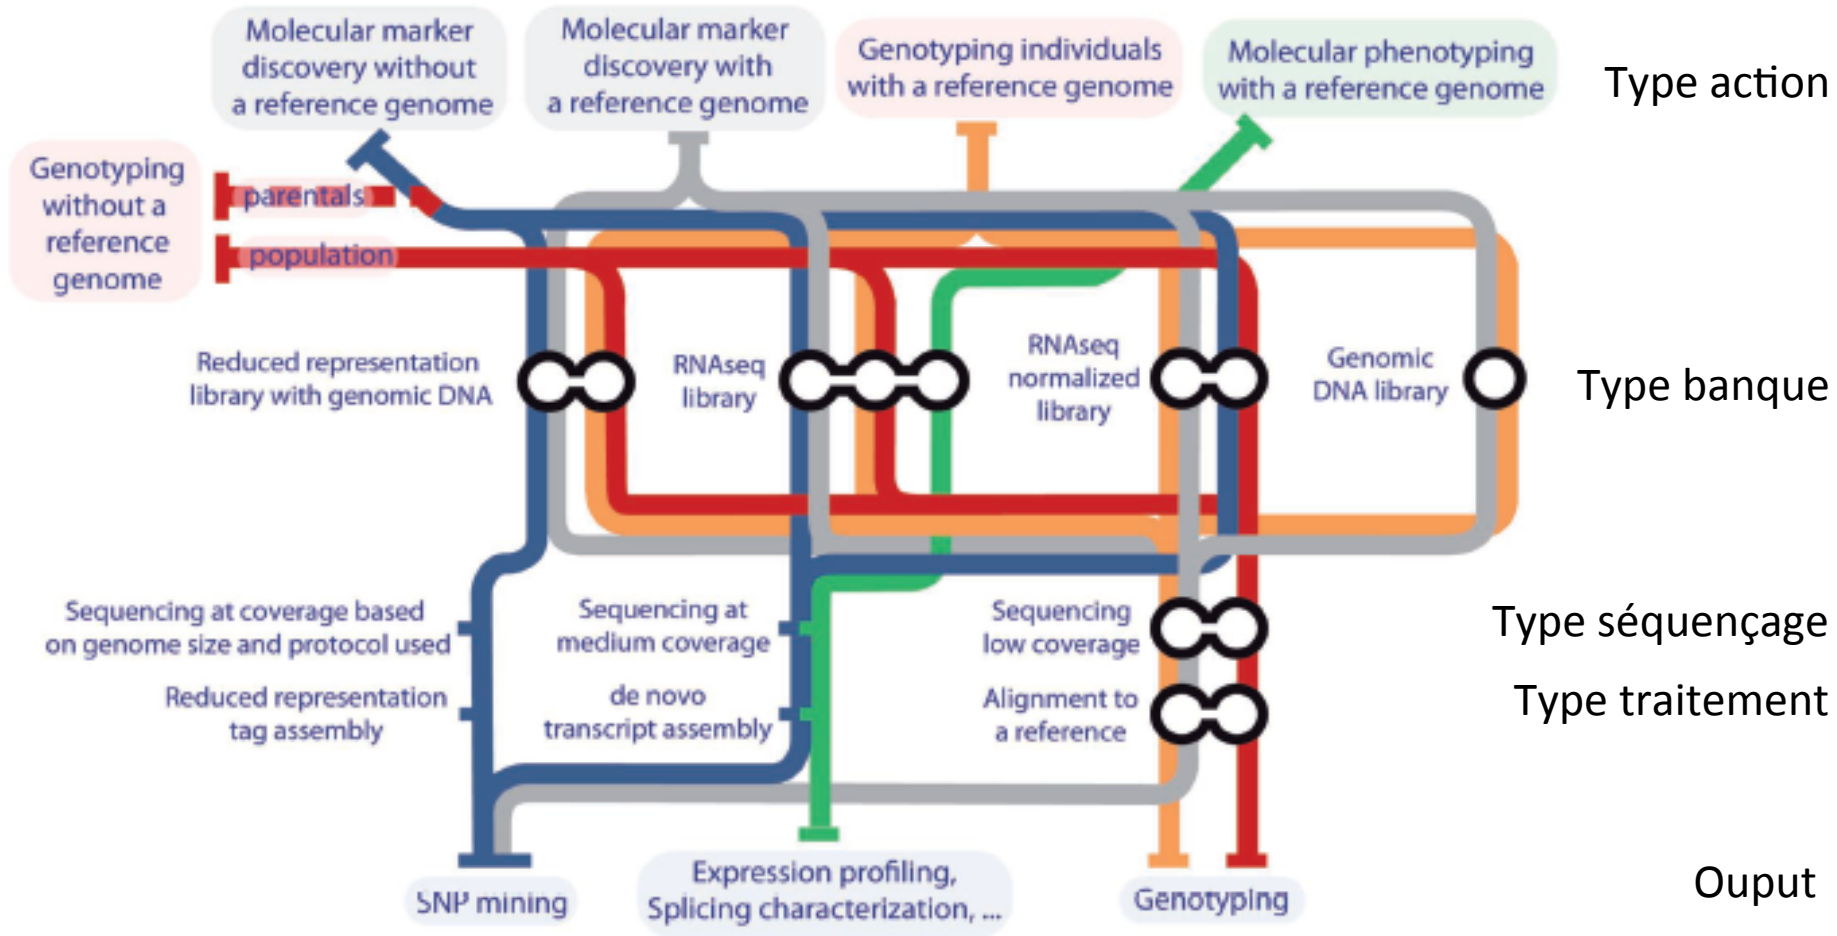 Molecular marker
discovery without
a reference genome
Molecular marker
discovery with
a reference genome
Genotyping individuals
with a reference genome
Molecular phenotyping
with a reference genome
Type action
Genotyping
without a
reference
genome
parentals
population
Reduced representation
library with genomic DNA
RNAseq
library
RNAseq
normalized
library
Genomic
DNA library
Type banque
Sequencing at coverage based
on genome size and protocol used
Sequencing at
medium coverage
Sequencing
low coverage
Type séquençage
Reduced representation
tag assembly
de novo
transcript assembly
Alignment to
a reference
Type traitement
SNP mining
Expression profiling,
Splicing characterization, ...
Genotyping
Ouput